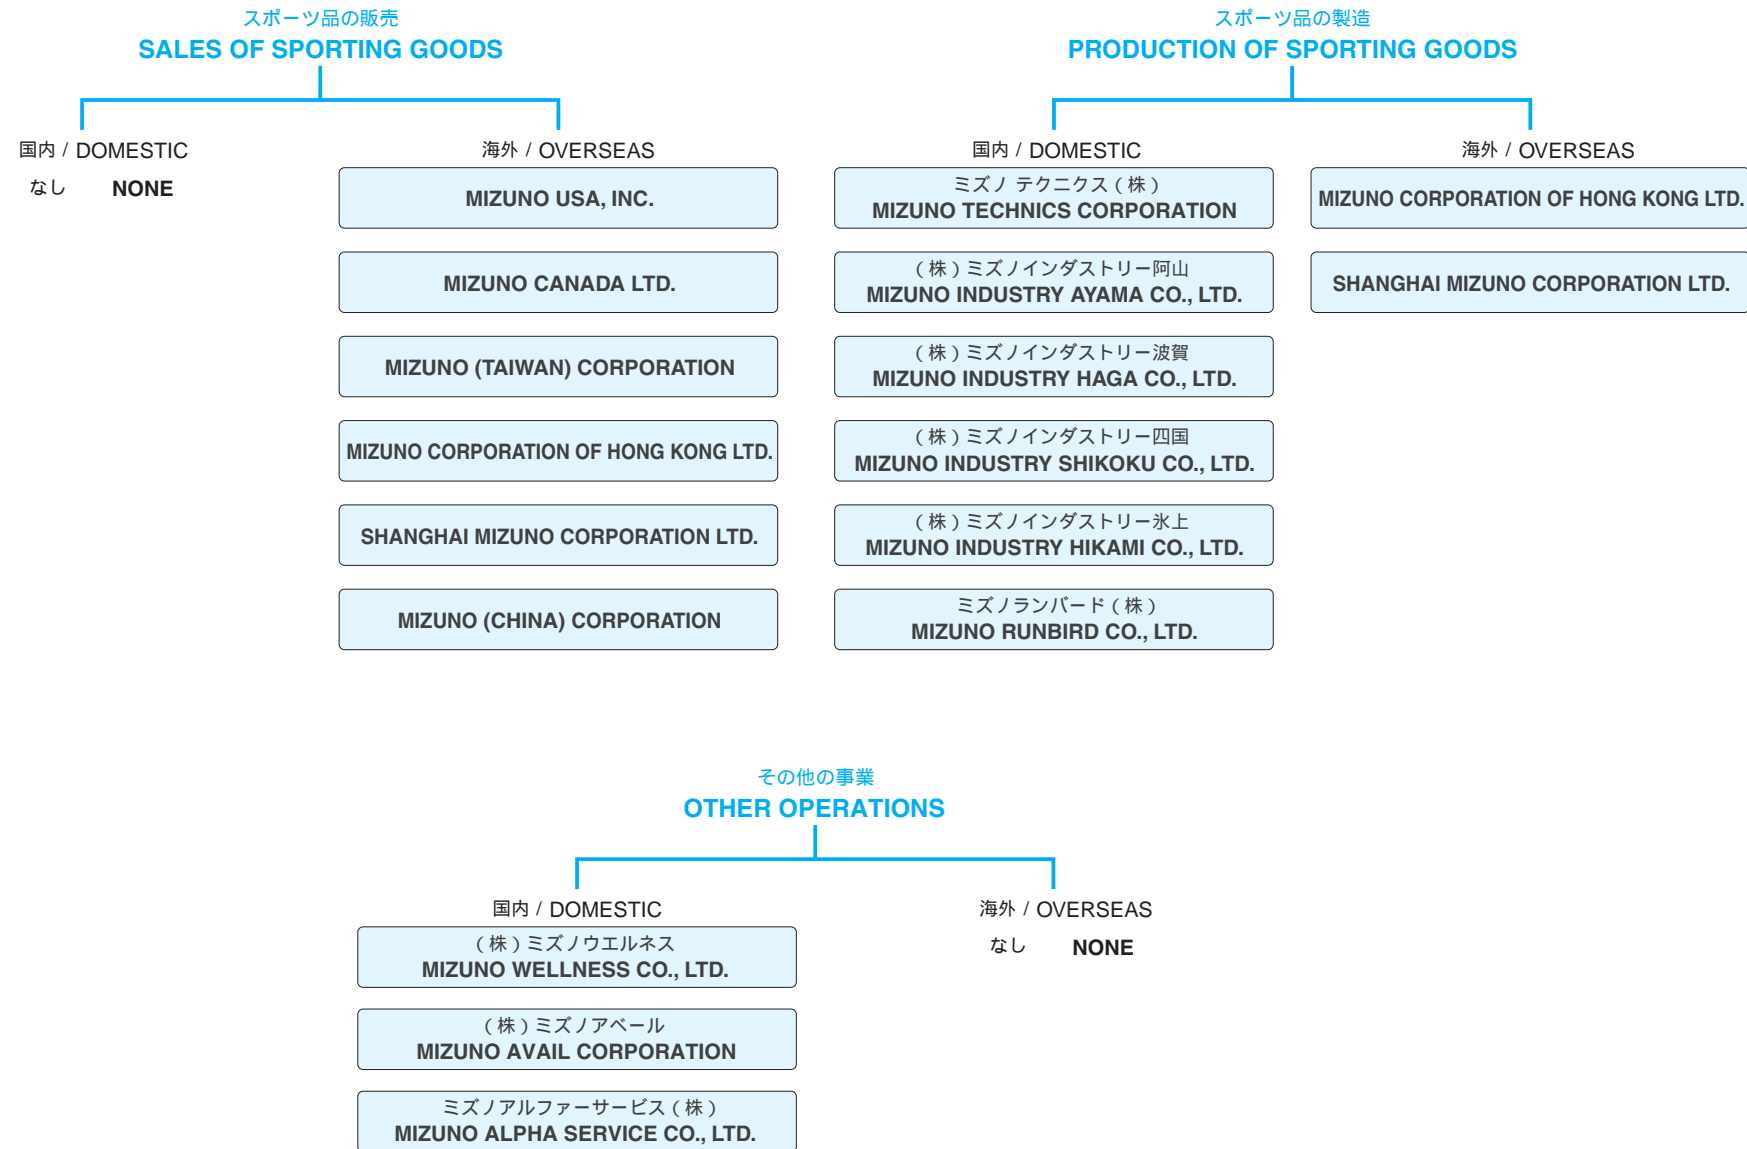 スポーツ品の販売
SALES OF SPORTING GOODS
国内 / DOMESTIC
なし NONE
海外 / OVERSEAS
MIZUNO USA, INC.
MIZUNO CANADA LTD.
MIZUNO (TAIWAN) CORPORATION
MIZUNO CORPORATION OF HONG KONG LTD.
SHANGHAI MIZUNO CORPORATION LTD.
MIZUNO (CHINA) CORPORATION
スポーツ品の製造
PRODUCTION OF SPORTING GOODS
国内 / DOMESTIC
ミズノ テクニクス(株)
MIZUNO TECHNICS CORPORATION
(株)ミズノインダストリー阿山
MIZUNO INDUSTRY AYAMA CO., LTD.
(株)ミズノインダストリー波賀
MIZUNO INDUSTRY HAGA CO., LTD.
(株)ミズノインダストリー四国
MIZUNO INDUSTRY SHIKOKU CO., LTD.
(株)ミズノインダストリー氷上
MIZUNO INDUSTRY HIKAMI CO., LTD.
ミズノランバード(株)
MIZUNO RUNBIRD CO., LTD.
海外 / OVERSEAS
MIZUNO CORPORATION OF HONG KONG LTD.
SHANGHAI MIZUNO CORPORATION LTD.
その他の事業
OTHER OPERATIONS
国内 / DOMESTIC
(株)ミズノウエルネス
MIZUNO WELLNESS CO., LTD.
(株)ミズノアベール
MIZUNO AVAIL CORPORATION
ミズノアルファーサービス(株)
MIZUNO ALPHA SERVICE CO., LTD.
海外 / OVERSEAS
なし NONE